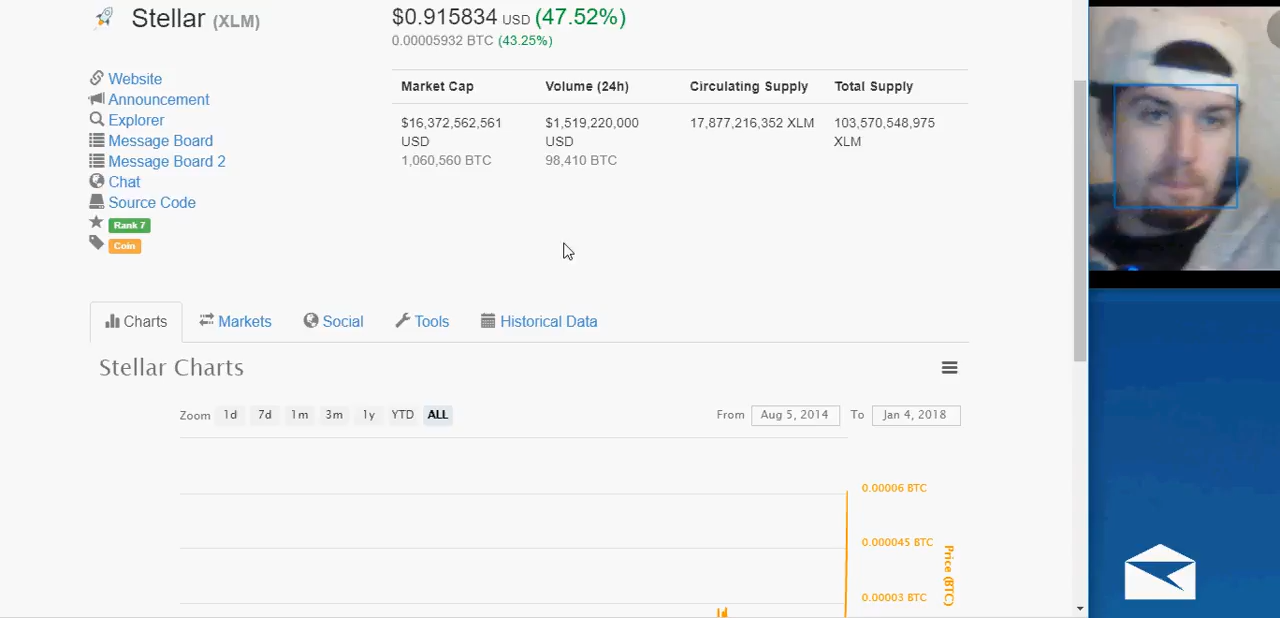 Stellar (XLM)
$0.915834 USD (47.52%)
0.00005932 BTC (43.25%)
Website
Announcement
Explorer
Message Board
Message Board 2
Chat
Source Code
Rank 7
Coin
Market Cap Volume (24h) Circulating Supply Total Supply
$16,372,562,561 $1,519,220,000 17,877,216,352 XLM 103,570,548,975
USD USD XLM
1,060,560 BTC 98,410 BTC
Charts Markets Social Tools Historical Data
Stellar Charts
Zoom 1d 7d 1m 3m 1y YTD ALL From Aug 5, 2014 To Jan 4, 2018
0.00006 BTC
0.000045 BTC
0.00003 BTC
Price (BTC)